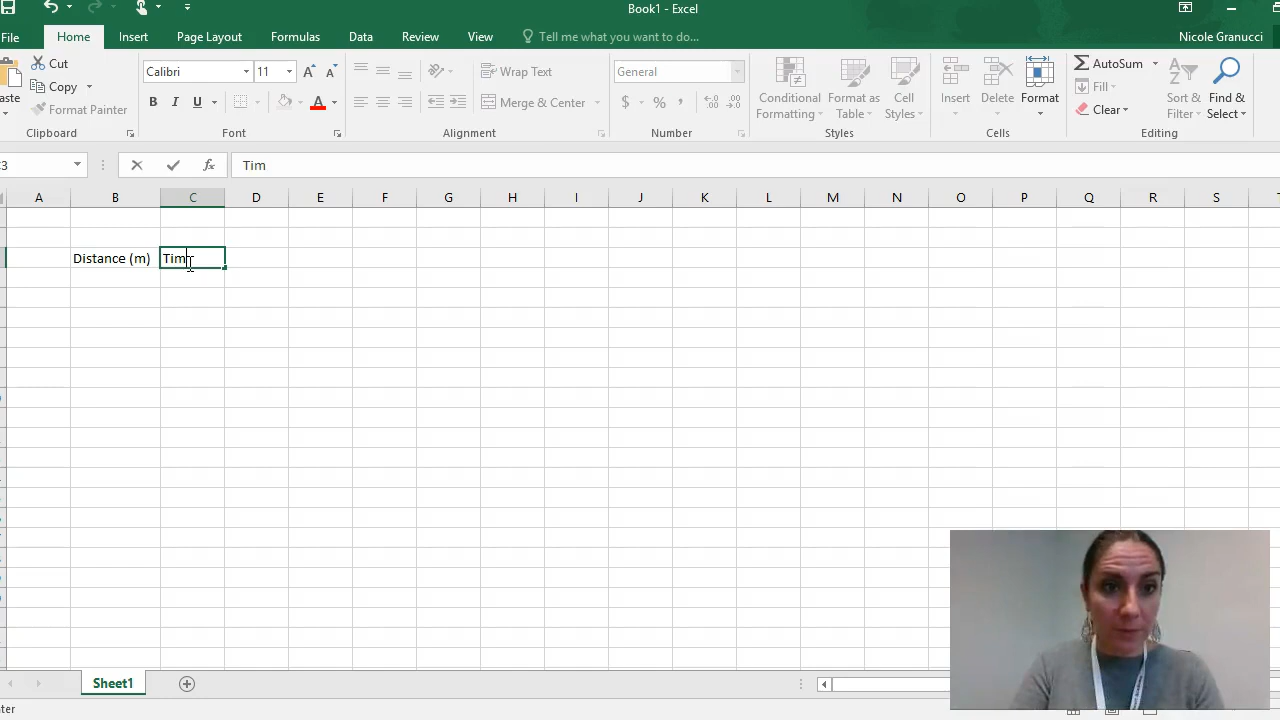 Book1 - Excel
File Home Insert Page Layout Formulas Data Review View Tell me what you want to do... Nicole Granucci
Cut
Copy
Format Painter
Clipboard
Calibri 11
B I U
Font
Wrap Text
Merge & Center
Alignment
General
$ %
Number
Conditional Formatting
Format as Table
Cell Styles
Styles
Insert Delete Format
Cells
AutoSum
Fill
Clear
Sort & Filter
Find & Select
Editing
fx Tim
A B C D E F G H I J K L M N O P Q R S
Distance (m) Tim
Sheet1